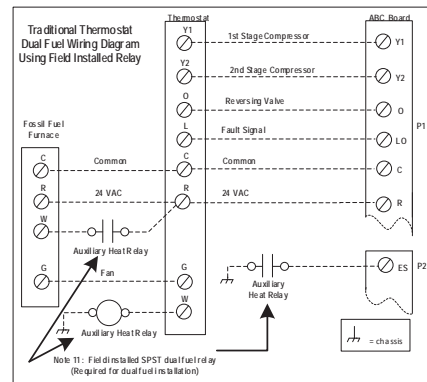 Traditional Thermostat
Dual Fuel Wiring Diagram
Using Field Installed Relay
Thermostat
ABC Board
Y1
1st Stage Compressor
Y1
Y2
2nd Stage Compressor
Y2
O
Reversing Valve
O
P1
Fossil Fuel
Furnace
L
Fault Signal
LO
C
Common
C
Common
C
R
24 VAC
R
24 VAC
R
W
Auxiliary Heat Relay
ES
P2
Auxiliary
Heat Relay
G
Fan
G
W
Auxiliary Heat Relay
= chassis
Note 11: Field installed SPST dual fuel relay
(Required for dual fuel installation)